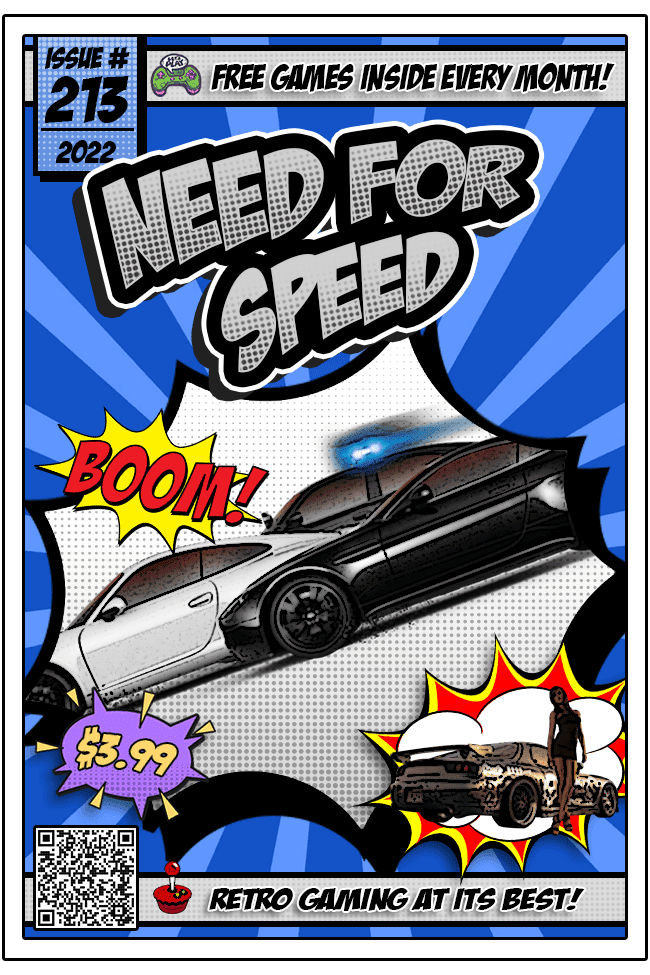 ISSUE #
213
2022
FREE GAMES INSIDE EVERY MONTH!
NEED FOR
SPEED
BOOM!
$3.99
RETRO GAMING AT ITS BEST!